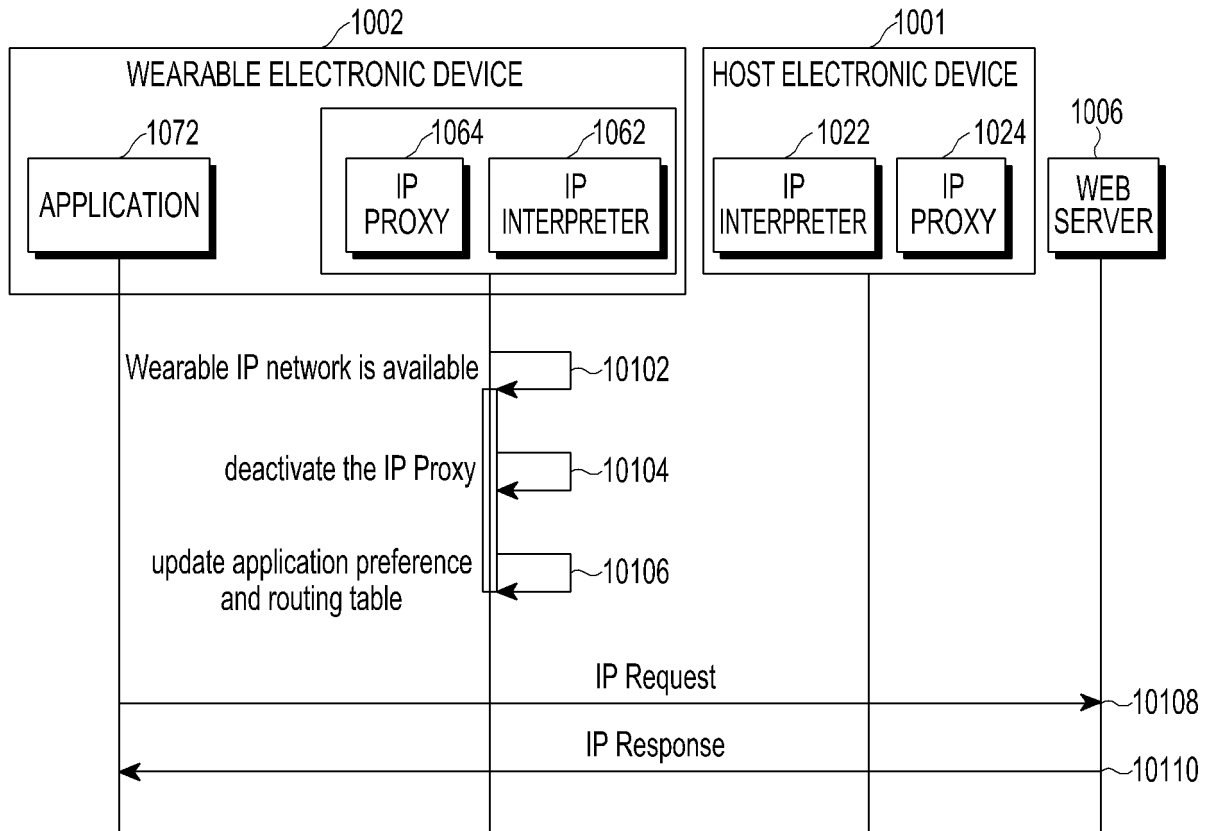 1002
1001
WEARABLE ELECTRONIC DEVICE
HOST ELECTRONIC DEVICE
1072
1064
1062
1022
1024
1006
APPLICATION
IP
PROXY
IP
INTERPRETER
IP
INTERPRETER
IP
PROXY
WEB
SERVER
Wearable IP network is available
10102
deactivate the IP Proxy
10104
update application preference
and routing table
10106
IP Request
10108
IP Response
10110